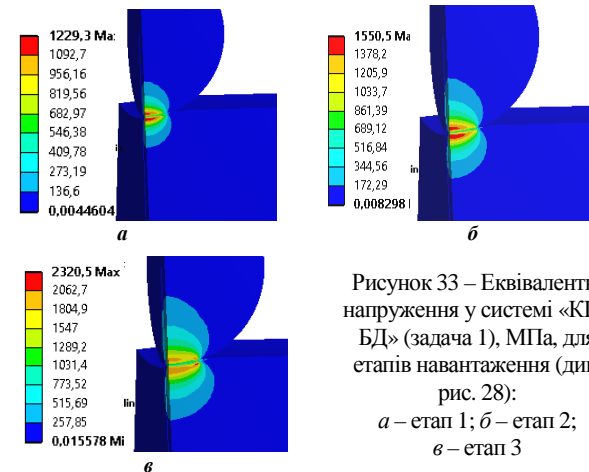 1229,3 Ma
1092,7
956,16
819,56
682,97
546,38
409,78
273,19
136,6
0,0044604
а
1550,5 Ma
1378,2
1205,9
1033,7
861,39
689,12
516,84
344,56
172,29
0,008298
in
б
2320,5 Max
2062,7
1804,9
1547
1289,2
1031,4
773,52
515,69
257,85
0,015578 Mi
lin
в
Рисунок 33 – Еквівалентн
напруження у системі «КП
БД» (задача 1), МПа, для
етапів навантаження (див
рис. 28):
а – етап 1; б – етап 2;
в – етап 3